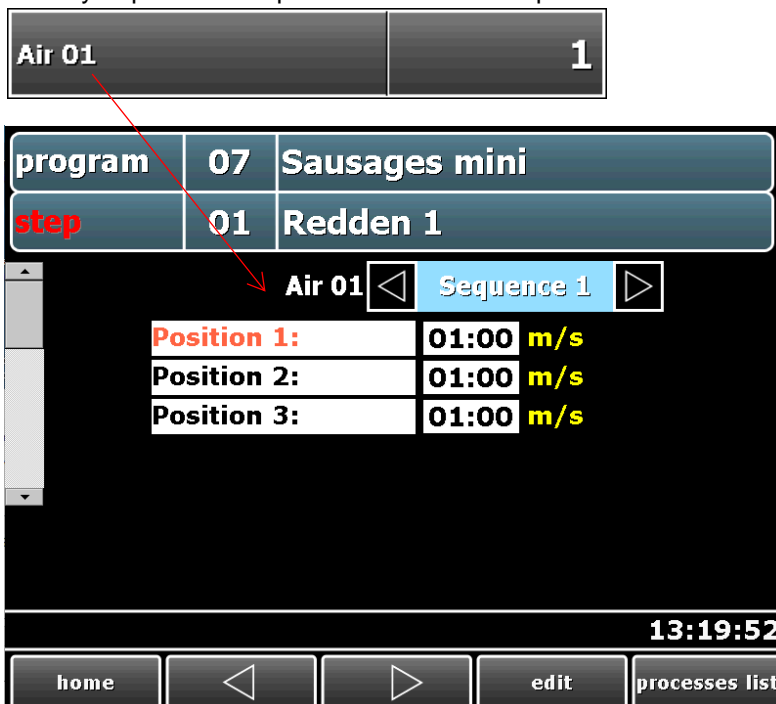 Air 01 1
program 07 Sausages mini
step 01 Redden 1
Air 01 Sequence 1
Position 1: 01:00 m/s
Position 2: 01:00 m/s
Position 3: 01:00 m/s
13:19:52
home edit processes list